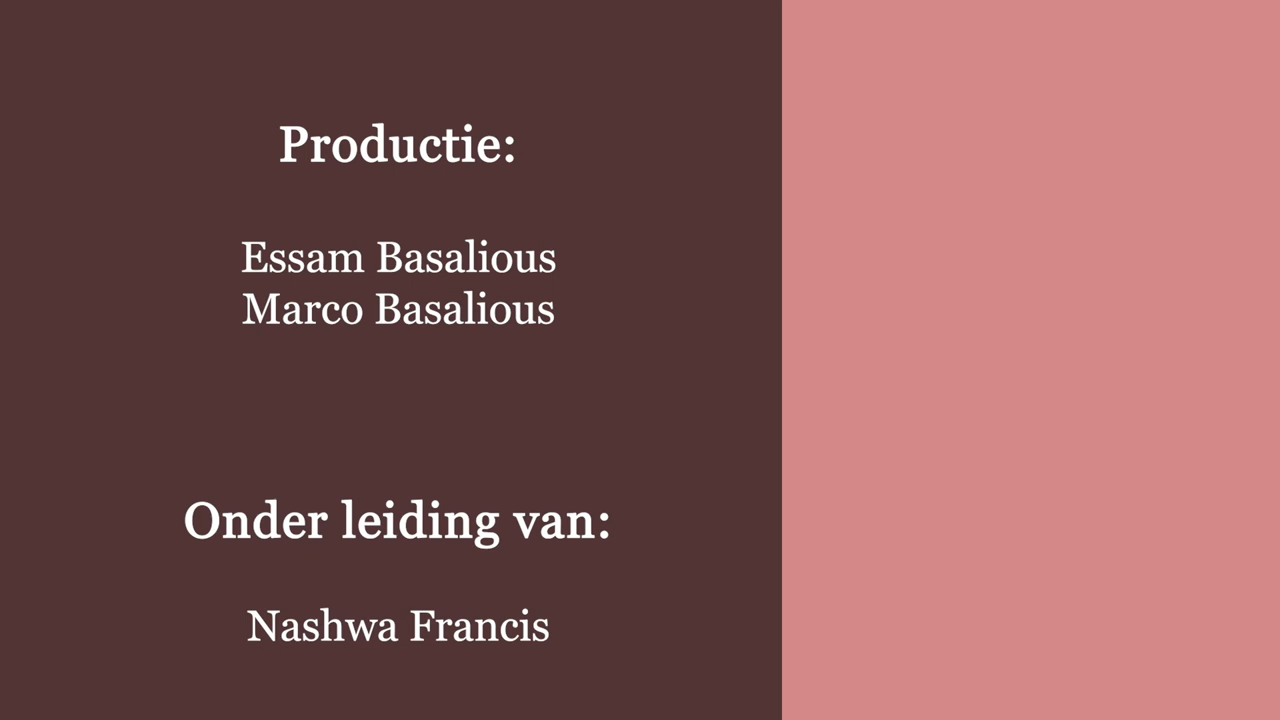 Productie:
Essam Basalious
Marco Basalious
Onder leiding van:
Nashwa Francis